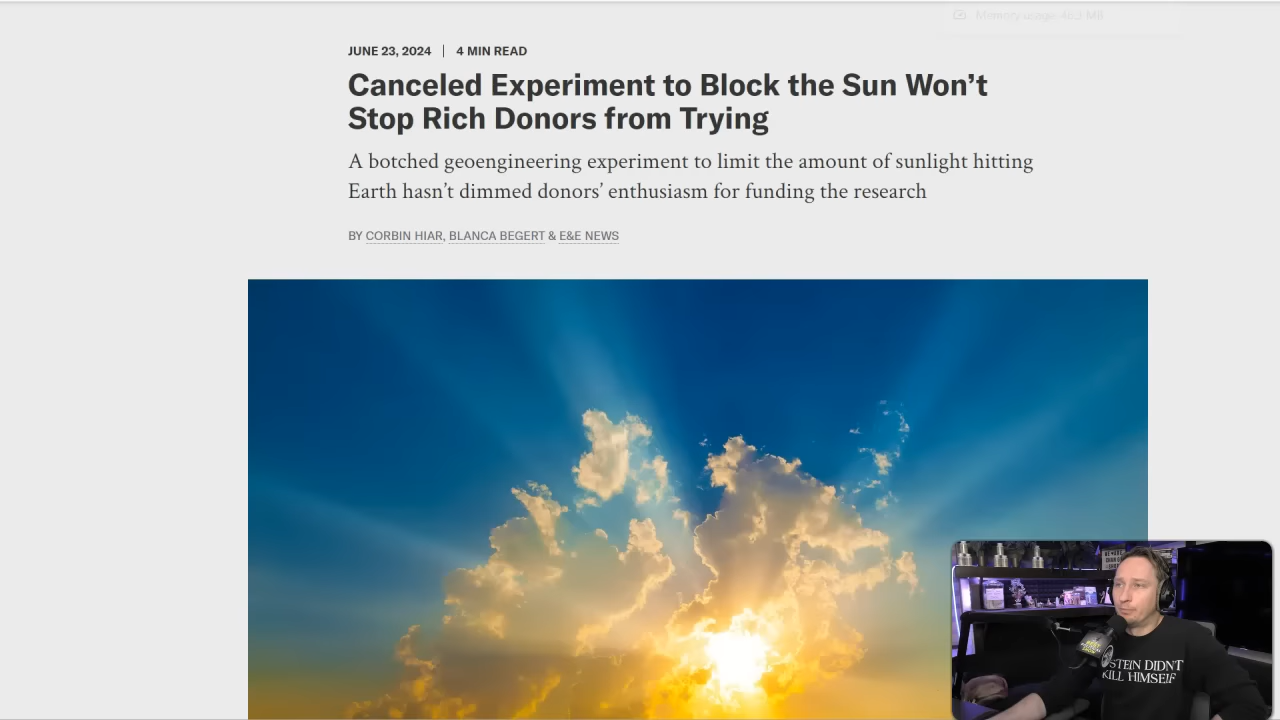 JUNE 23, 2024 | 4 MIN READ
Canceled Experiment to Block the Sun Won’t
Stop Rich Donors from Trying
A botched geoengineering experiment to limit the amount of sunlight hitting
Earth hasn’t dimmed donors’ enthusiasm for funding the research
BY CORBIN HIAR, BLANCA BEGERT & E&E NEWS
STEIN DIDNT
KILL HIMSELF